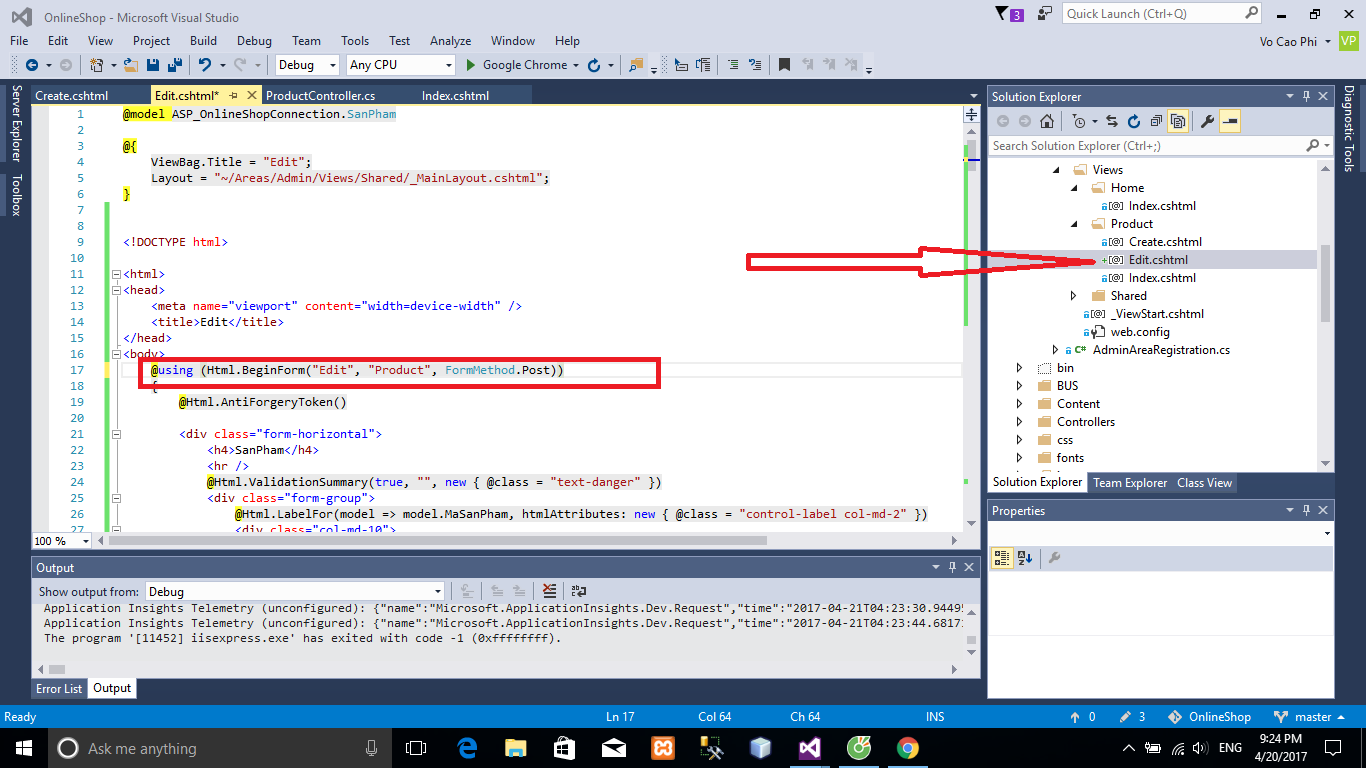 OnlineShop - Microsoft Visual Studio
3
Quick Launch (Ctrl+Q)
File Edit View Project Build Debug Team Tools Test Analyze Window Help
Vo Cao Phi
VP
Debug Any CPU Google Chrome
Server Explorer
Toolbox
Create.cshtml Edit.cshtml* ProductController.cs Index.cshtml
1 @model ASP_OnlineShopConnection.SanPham
2
3 @{
4 ViewBag.Title = "Edit";
5 Layout = "~/Areas/Admin/Views/Shared/_MainLayout.cshtml";
6 }
7
8
9 <!DOCTYPE html>
10
11 <html>
12 <head>
13 <meta name="viewport" content="width=device-width" />
14 <title>Edit</title>
15 </head>
16 <body>
17 @using (Html.BeginForm("Edit", "Product", FormMethod.Post))
18 {
19 @Html.AntiForgeryToken()
20
21 <div class="form-horizontal">
22 <h4>SanPham</h4>
23 <hr />
24 @Html.ValidationSummary(true, "", new { @class = "text-danger" })
25 <div class="form-group">
26 @Html.LabelFor(model => model.MaSanPham, htmlAttributes: new { @class = "control-label col-md-2" })
27 <div class="col-md-10">
100 %
Output
Show output from: Debug
Application Insights Telemetry (unconfigured): {"name":"Microsoft.ApplicationInsights.Dev.Request","time":"2017-04-21T04:23:30.94495
Application Insights Telemetry (unconfigured): {"name":"Microsoft.ApplicationInsights.Dev.Request","time":"2017-04-21T04:23:44.68171
The program '[11452] iisexpress.exe' has exited with code -1 (0xffffffff).
Error List Output
Solution Explorer
Search Solution Explorer (Ctrl+;)
Views
Home
Index.cshtml
Product
Create.cshtml
Edit.cshtml
Index.cshtml
Shared
_ViewStart.cshtml
web.config
C# AdminAreaRegistration.cs
bin
BUS
Content
Controllers
css
fonts
Solution Explorer Team Explorer Class View
Properties
Diagnostic Tools
Ready Ln 17 Col 64 Ch 64 INS 0 3 OnlineShop master
Ask me anything
ENG
9:24 PM
4/20/2017